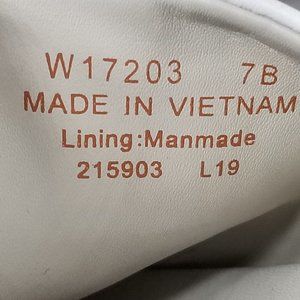 W17203 7B
MADE IN VIETNAM
Lining:Manmade
215903 L19